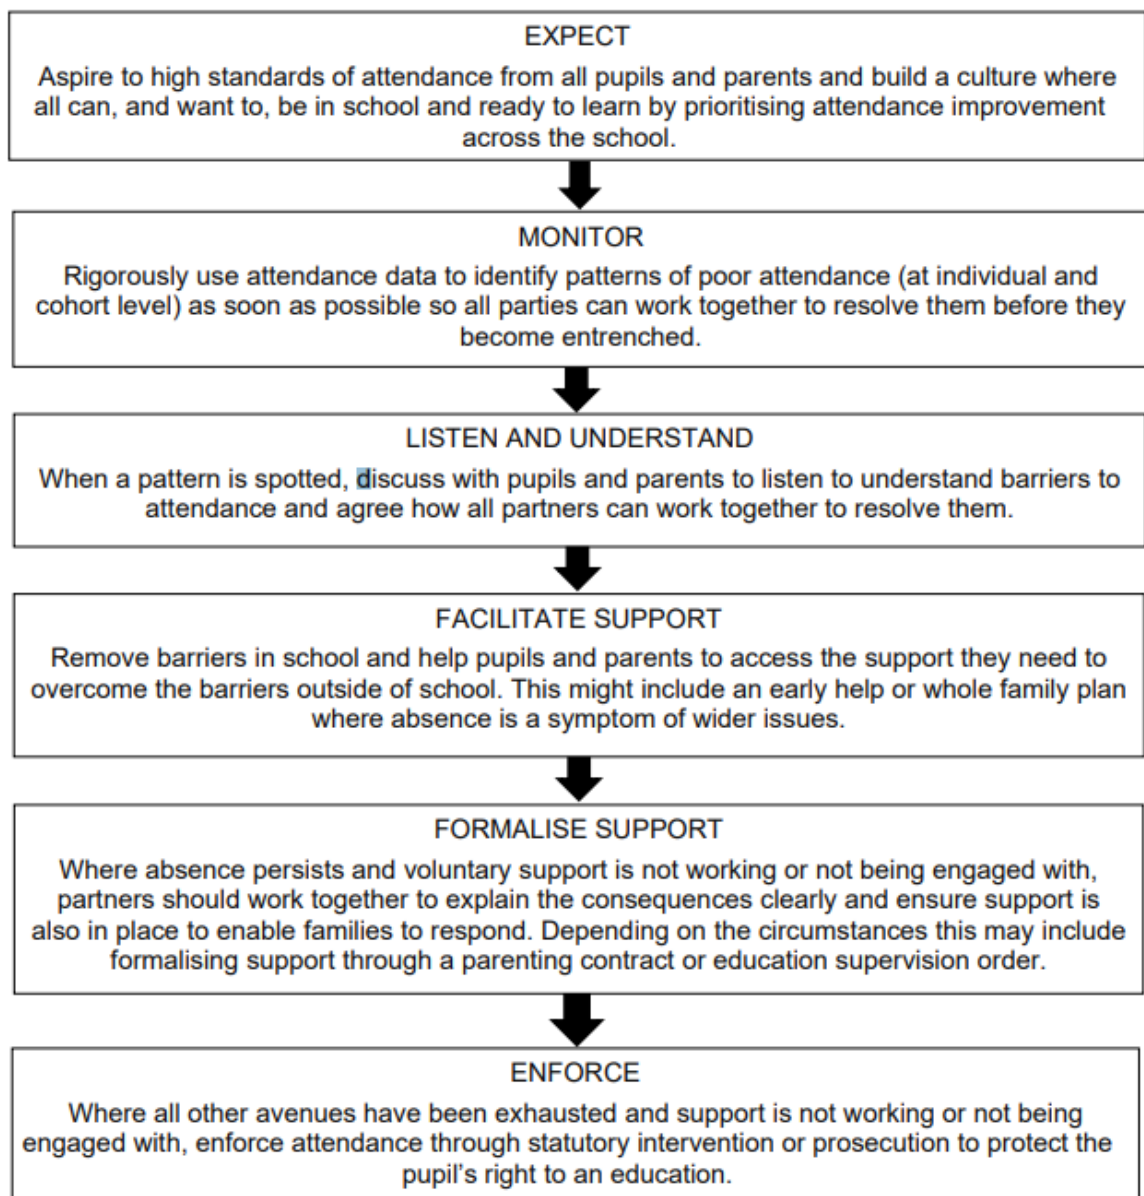 EXPECT
Aspire to high standards of attendance from all pupils and parents and build a culture where
all can, and want to, be in school and ready to learn by prioritising attendance improvement
across the school.
MONITOR
Rigorously use attendance data to identify patterns of poor attendance (at individual and
cohort level) as soon as possible so all parties can work together to resolve them before they
become entrenched.
LISTEN AND UNDERSTAND
When a pattern is spotted, discuss with pupils and parents to listen to understand barriers to
attendance and agree how all partners can work together to resolve them.
FACILITATE SUPPORT
Remove barriers in school and help pupils and parents to access the support they need to
overcome the barriers outside of school. This might include an early help or whole family plan
where absence is a symptom of wider issues.
FORMALISE SUPPORT
Where absence persists and voluntary support is not working or not being engaged with,
partners should work together to explain the consequences clearly and ensure support is
also in place to enable families to respond. Depending on the circumstances this may include
formalising support through a parenting contract or education supervision order.
ENFORCE
Where all other avenues have been exhausted and support is not working or not being
engaged with, enforce attendance through statutory intervention or prosecution to protect the
pupil’s right to an education.